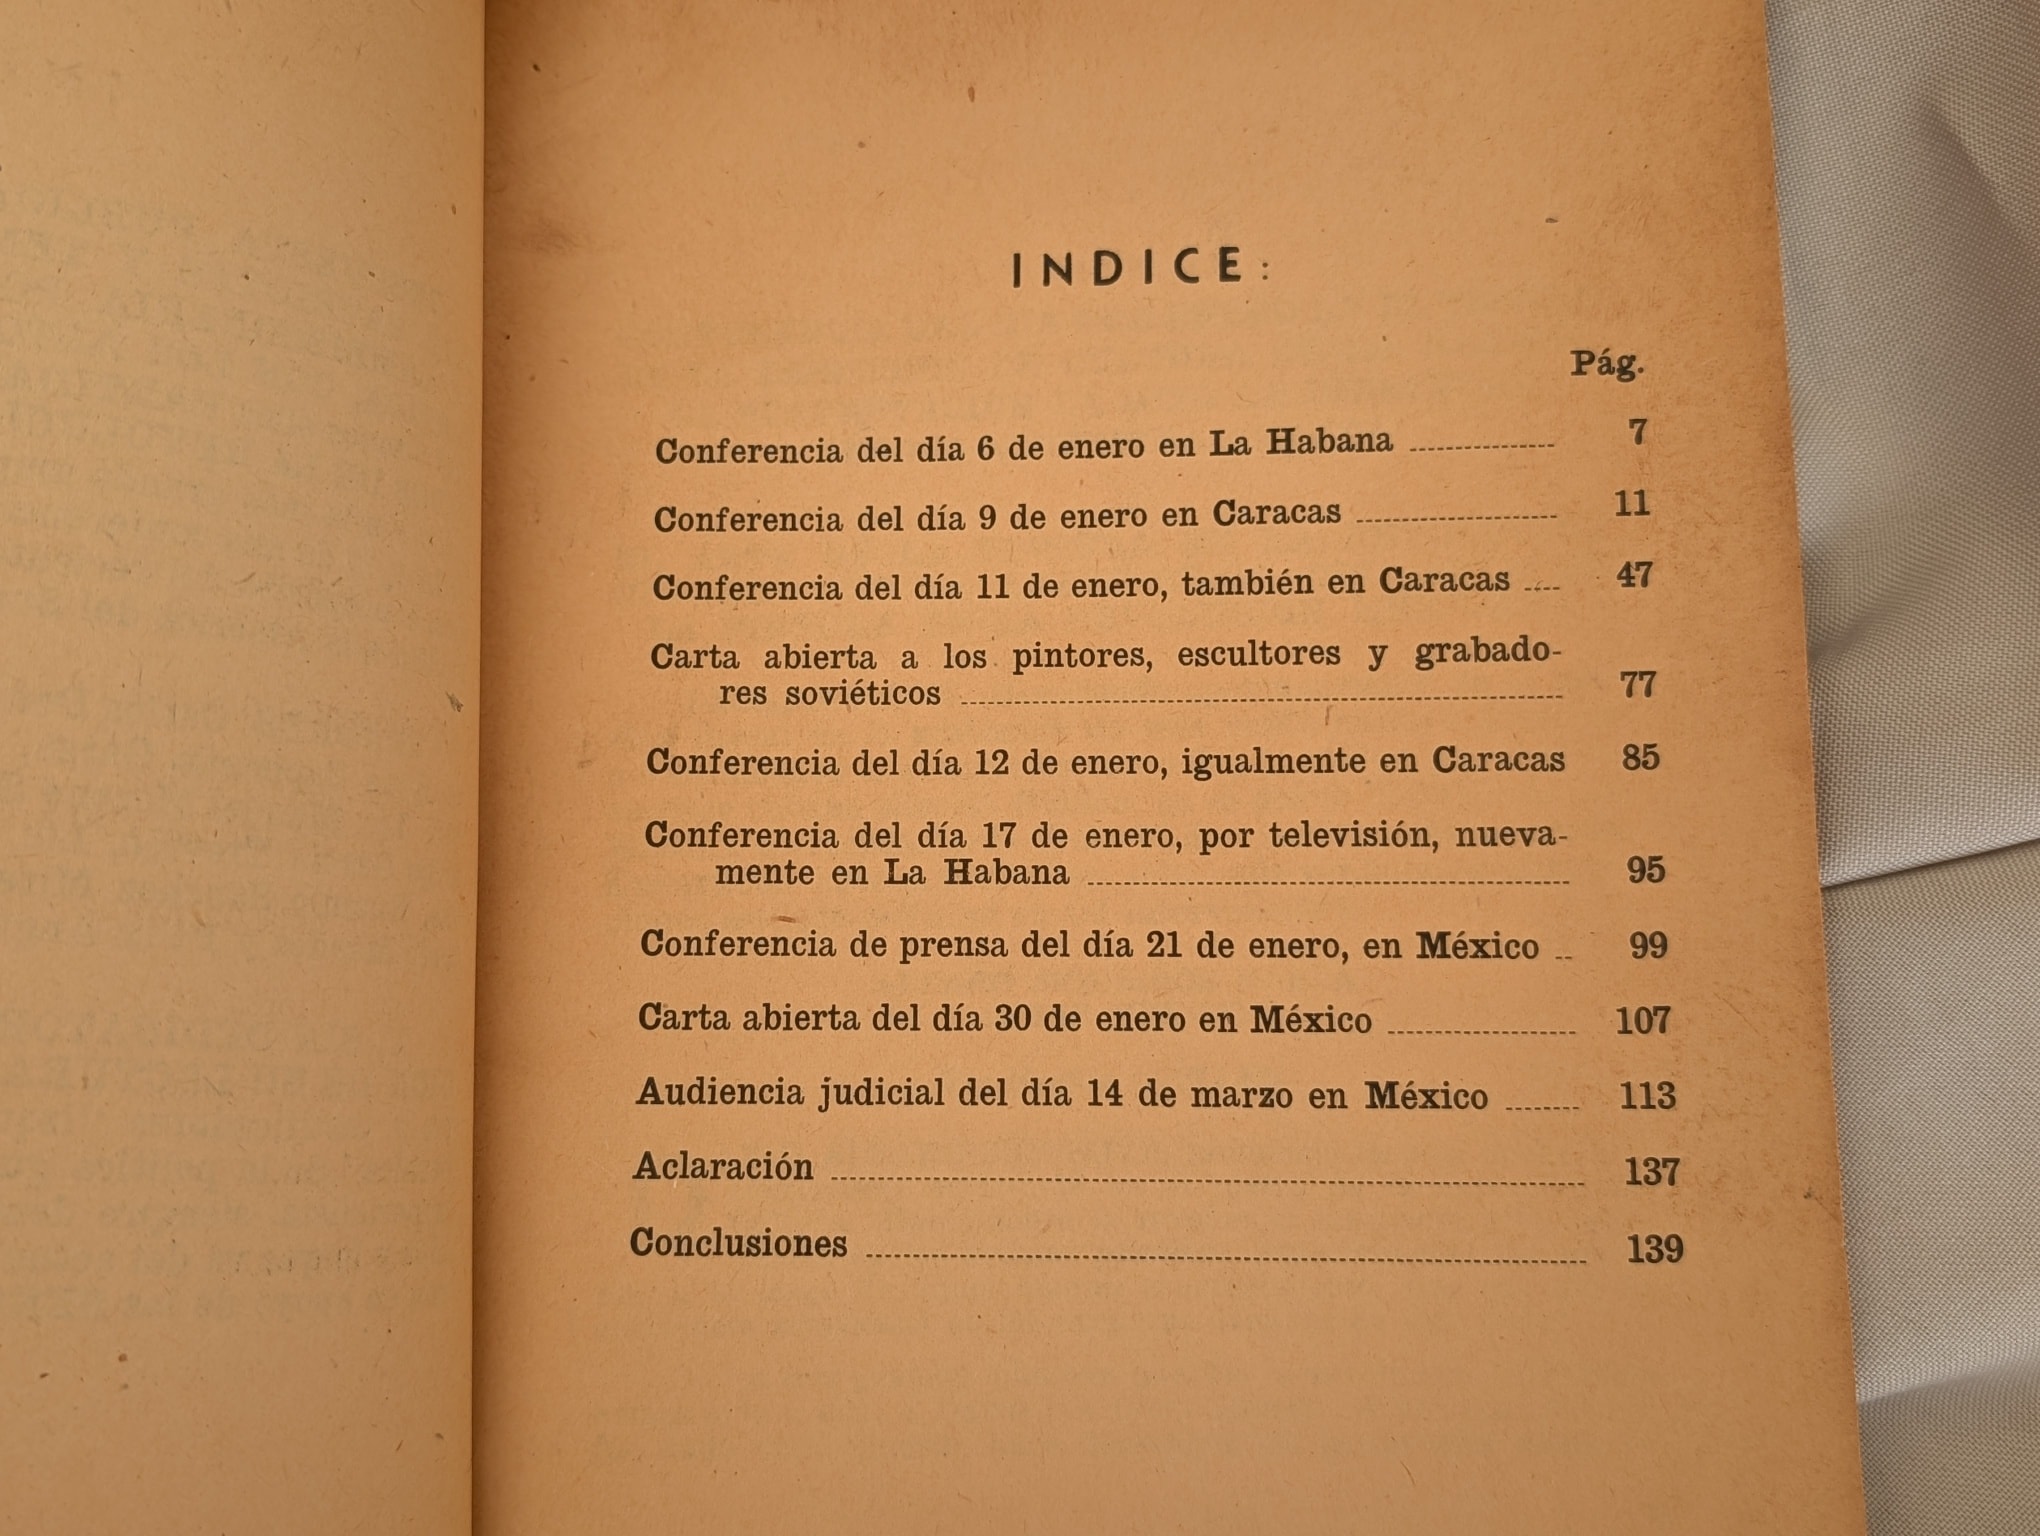 INDICE:
Pág.
Conferencia del día 6 de enero en La Habana 7
Conferencia del día 9 de enero en Caracas 11
Conferencia del día 11 de enero, también en Caracas 47
Carta abierta a los pintores, escultores y grabado-
res soviéticos 77
Conferencia del día 12 de enero, igualmente en Caracas 85
Conferencia del día 17 de enero, por televisión, nueva-
mente en La Habana 95
Conferencia de prensa del día 21 de enero, en México 99
Carta abierta del día 30 de enero en México 107
Audiencia judicial del día 14 de marzo en México 113
Aclaración 137
Conclusiones 139